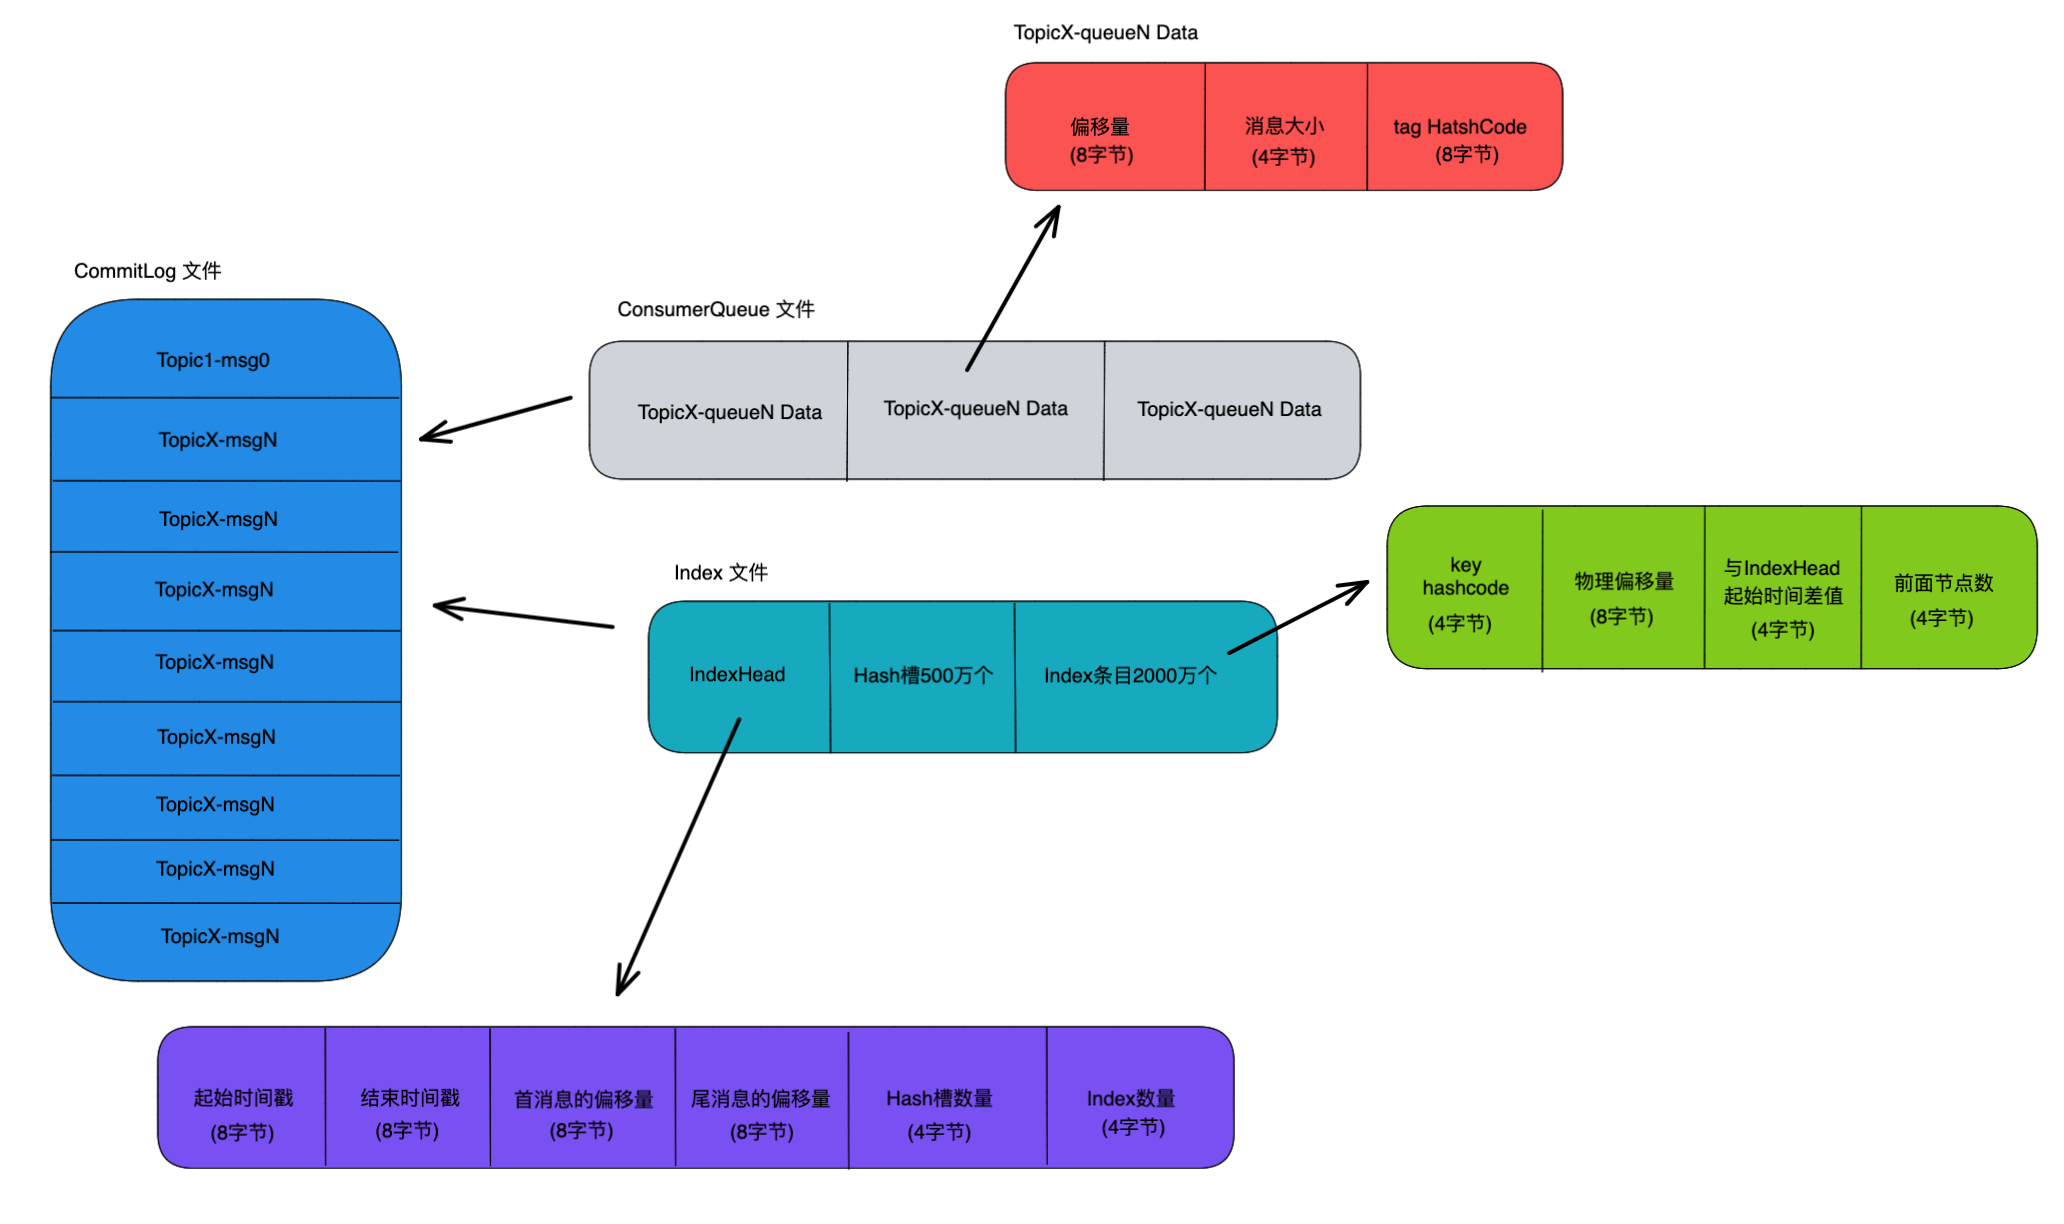 TopicX-queueN Data
偏移量
(8字节)
消息大小
(4字节)
tag HatshCode
(8字节)
CommitLog 文件
Topic1-msg0
TopicX-msgN
TopicX-msgN
TopicX-msgN
TopicX-msgN
TopicX-msgN
TopicX-msgN
TopicX-msgN
TopicX-msgN
ConsumerQueue 文件
TopicX-queueN Data
TopicX-queueN Data
TopicX-queueN Data
Index 文件
IndexHead
Hash槽500万个
Index条目2000万个
key
hashcode
(4字节)
物理偏移量
(8字节)
与IndexHead
起始时间差值
(4字节)
前面节点数
(4字节)
起始时间戳
(8字节)
结束时间戳
(8字节)
首消息的偏移量
(8字节)
尾消息的偏移量
(8字节)
Hash槽数量
(4字节)
Index数量
(4字节)